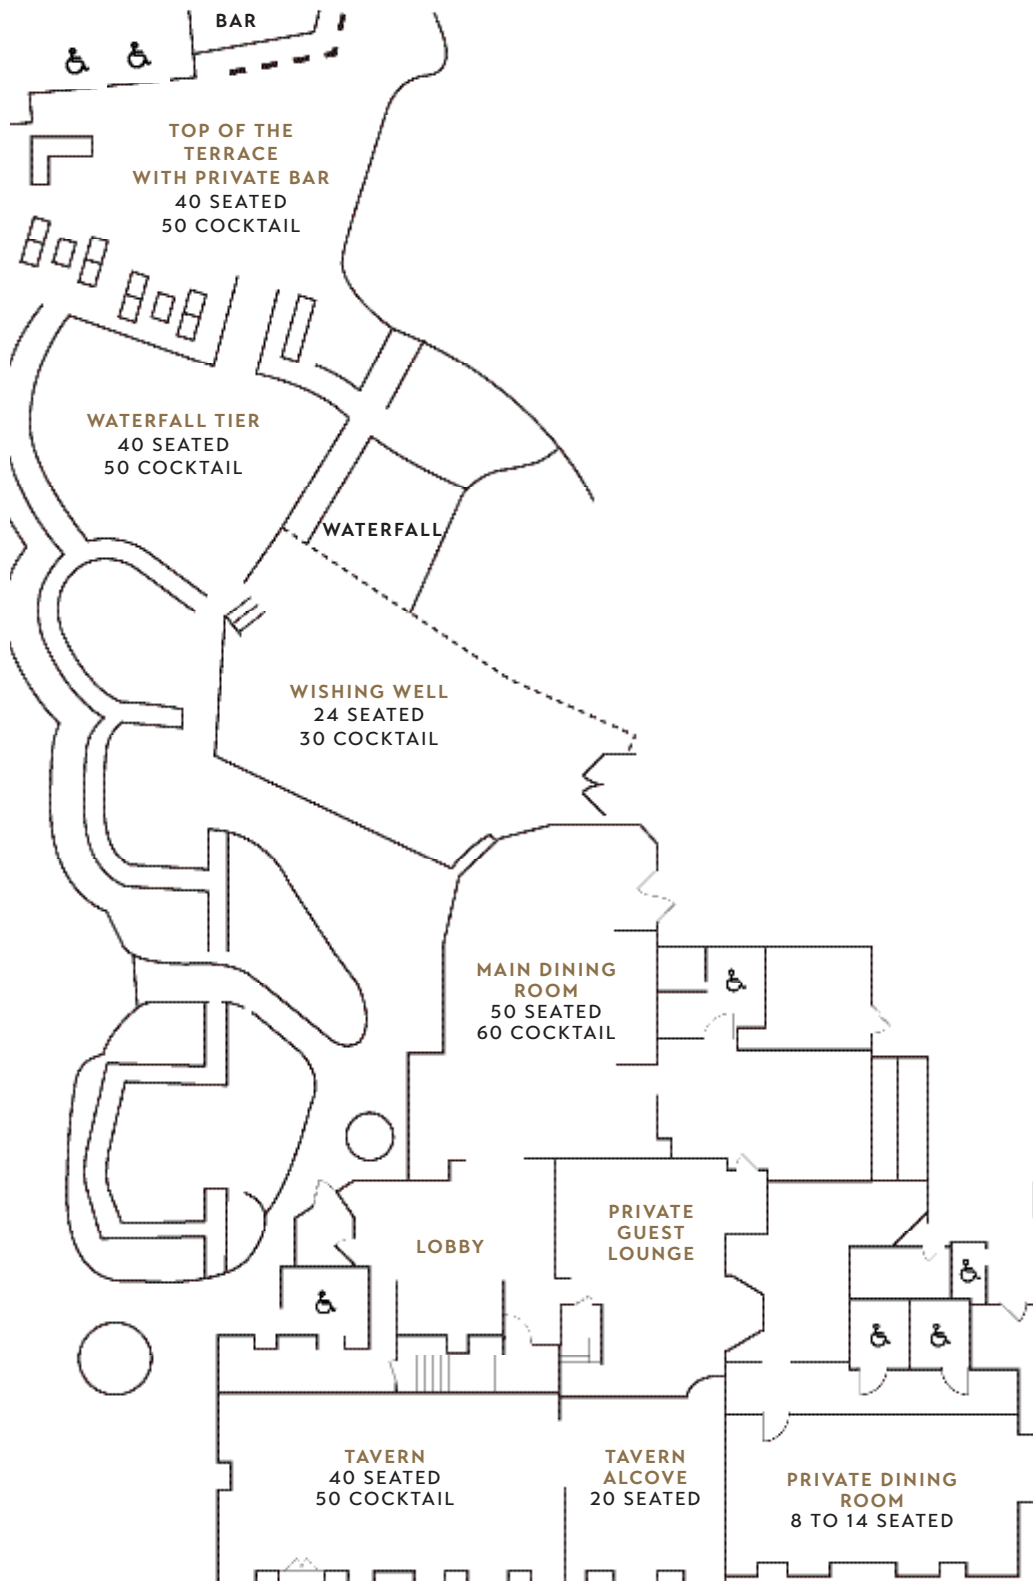 BAR
TOP OF THE
TERRACE
WITH PRIVATE BAR
40 SEATED
50 COCKTAIL
WATERFALL TIER
40 SEATED
50 COCKTAIL
WATERFALL
WISHING WELL
24 SEATED
30 COCKTAIL
MAIN DINING
ROOM
50 SEATED
60 COCKTAIL
PRIVATE
GUEST
LOUNGE
LOBBY
TAVERN
40 SEATED
50 COCKTAIL
TAVERN
ALCOVE
20 SEATED
PRIVATE DINING
ROOM
8 TO 14 SEATED